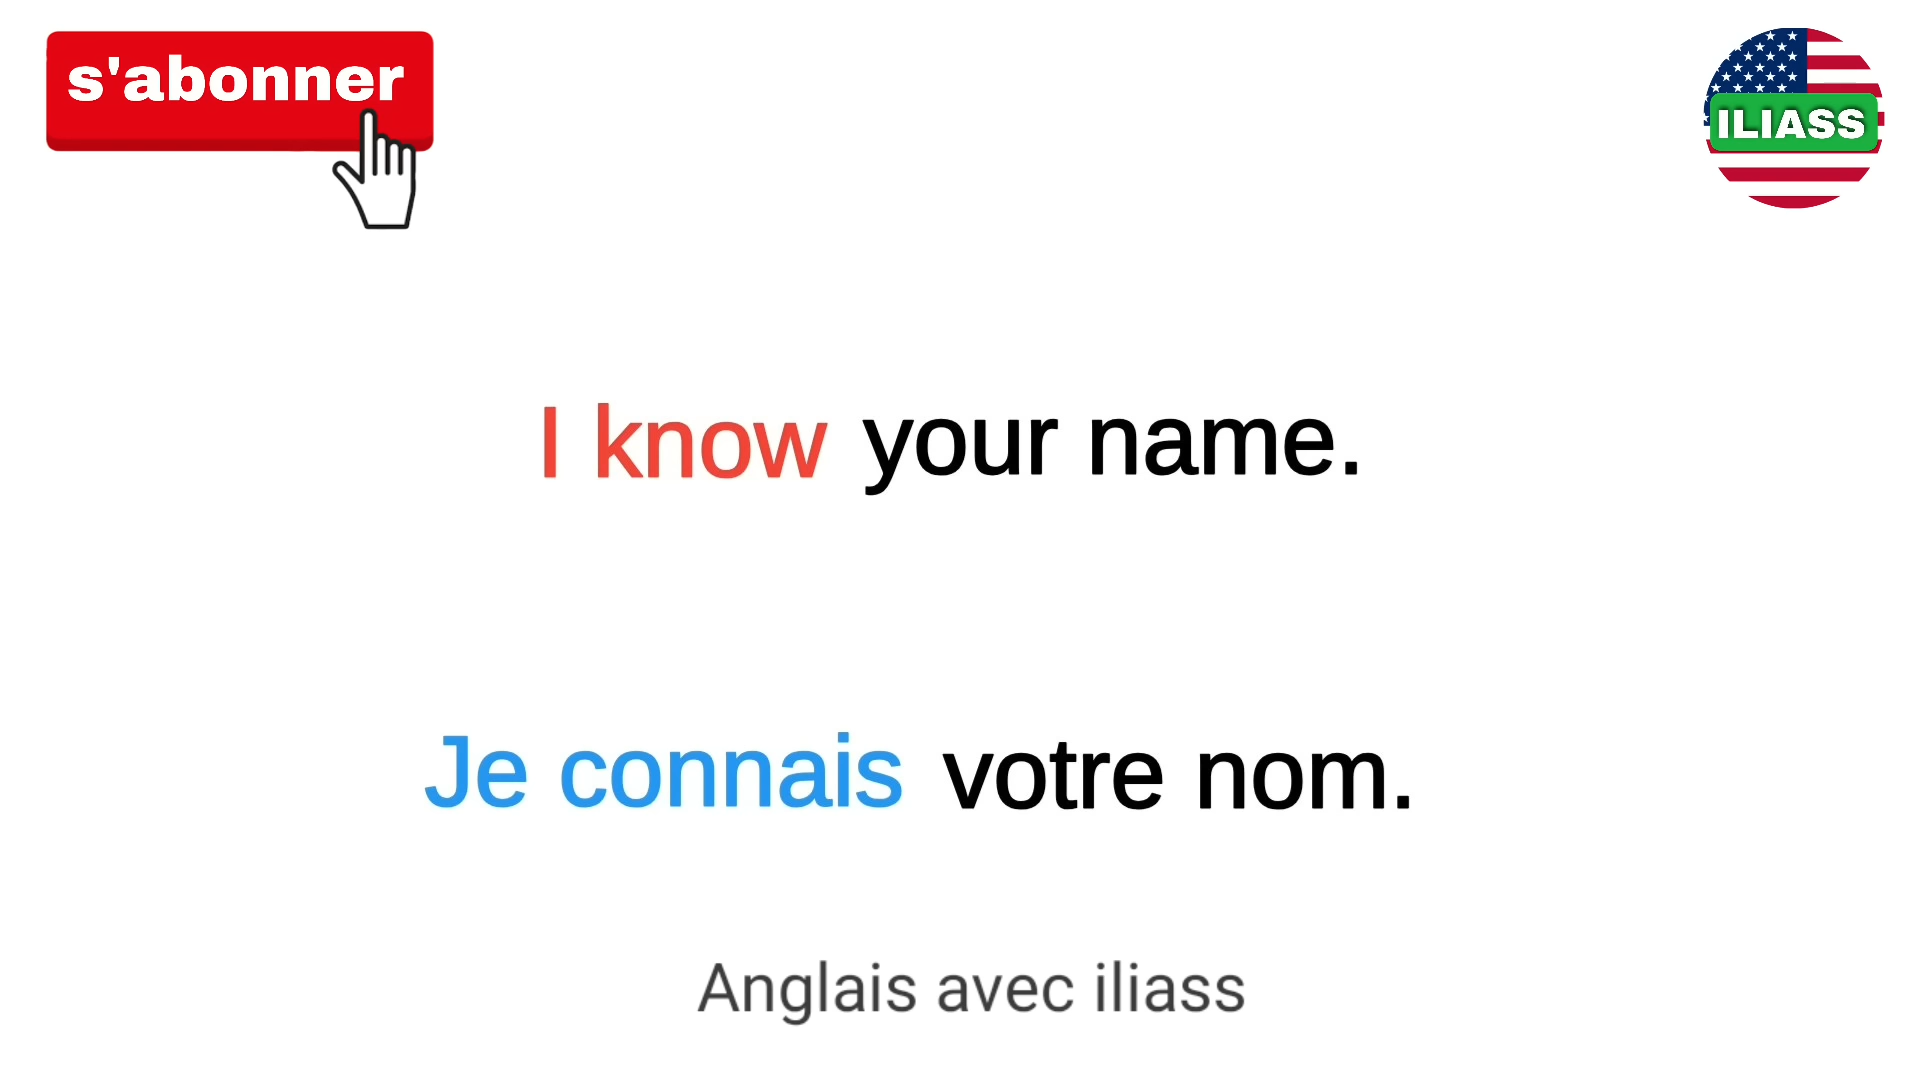 s'abonner
ILIASS
I know your name.
Je connais votre nom.
Anglais avec iliass